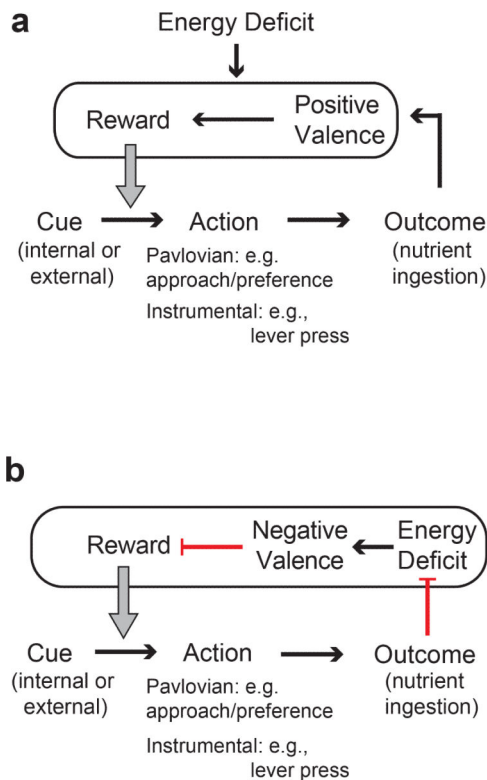 a
Energy Deficit
Reward
Positive
Valence
Cue
(internal or
external)
Action
Pavlovian: e.g.
approach/preference
Instrumental: e.g.,
lever press
Outcome
(nutrient
ingestion)
b
Reward
Negative
Valence
Energy
Deficit
Cue
(internal or
external)
Action
Pavlovian: e.g.
approach/preference
Instrumental: e.g.,
lever press
Outcome
(nutrient
ingestion)